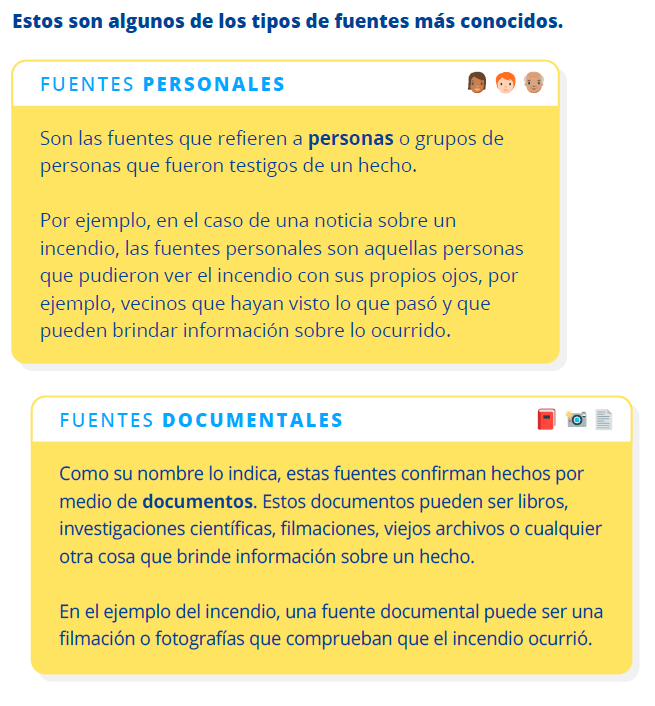 Estos son algunos de los tipos de fuentes más conocidos.
FUENTES PERSONALES
Son las fuentes que refieren a personas o grupos de
personas que fueron testigos de un hecho.
Por ejemplo, en el caso de una noticia sobre un
incendio, las fuentes personales son aquellas personas
que pudieron ver el incendio con sus propios ojos, por
ejemplo, vecinos que hayan visto lo que pasó y que
pueden brindar información sobre lo ocurrido.
FUENTES DOCUMENTALES
Como su nombre lo indica, estas fuentes confirman hechos por
medio de documentos. Estos documentos pueden ser libros,
investigaciones científicas, filmaciones, viejos archivos o cualquier
otra cosa que brinde información sobre un hecho.
En el ejemplo del incendio, una fuente documental puede ser una
filmación o fotografías que comprueban que el incendio ocurrió.